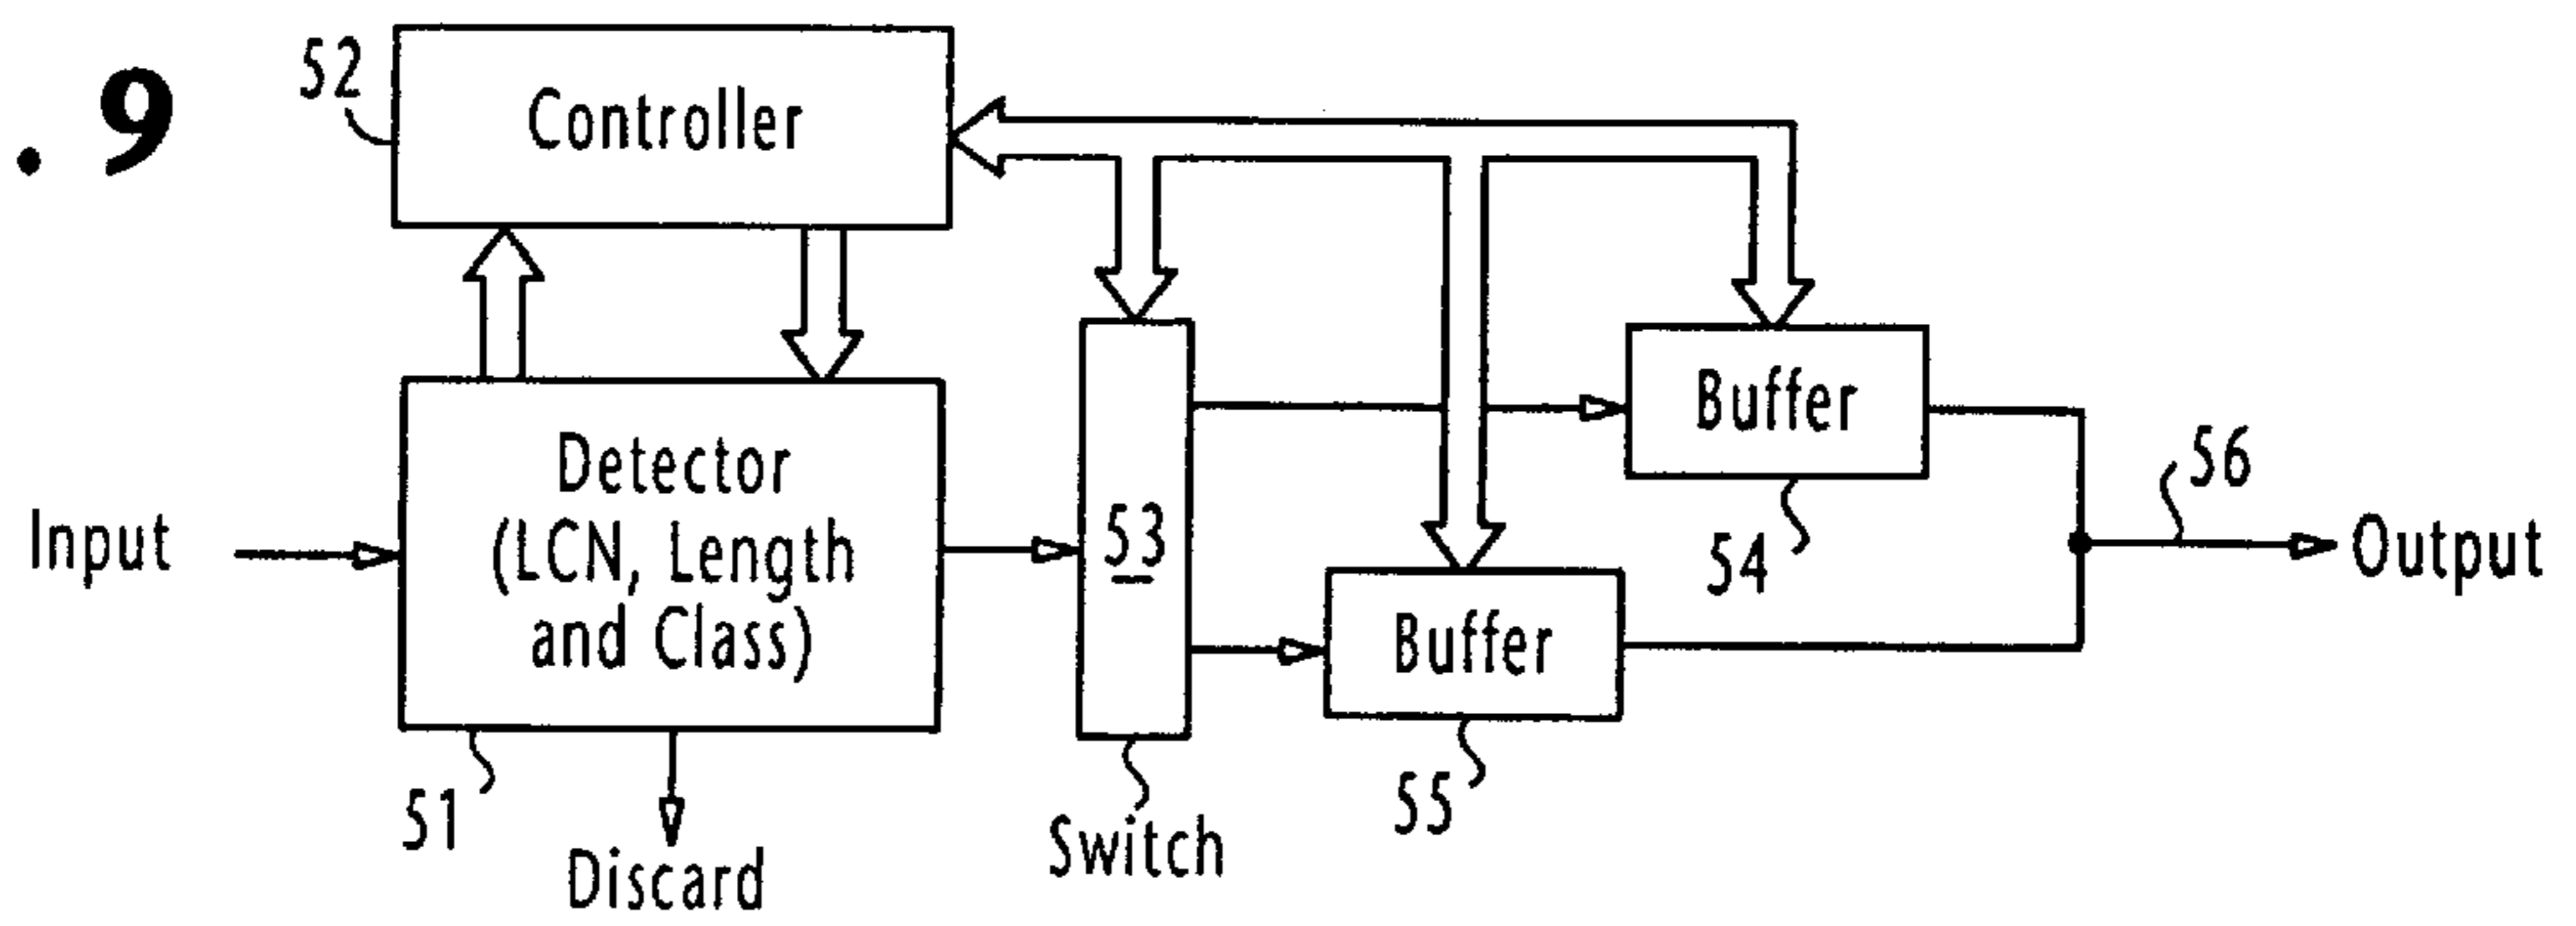 . 9
52
Controller
Input
Detector
(LCN, Length
and Class)
51
Discard
53
Switch
Buffer
54
Buffer
55
56
Output